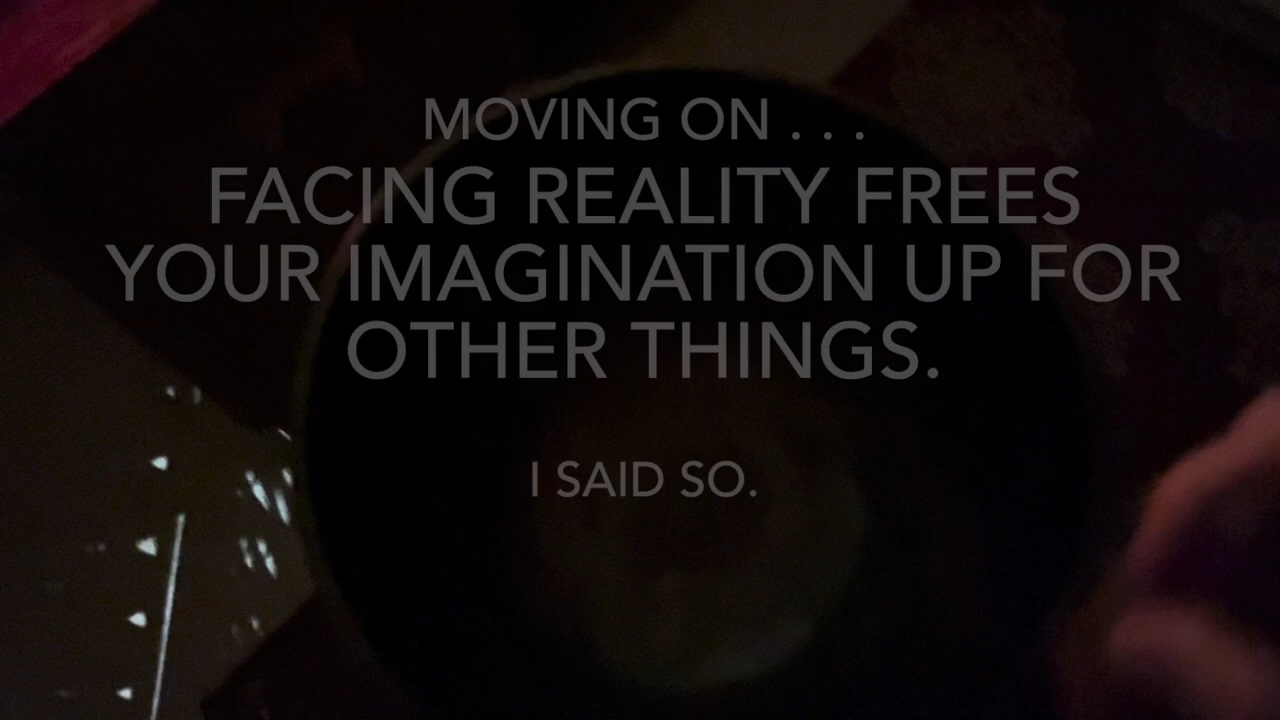 MOVING ON . . .
FACING REALITY FREES
YOUR IMAGINATION UP FOR
OTHER THINGS.
I SAID SO.